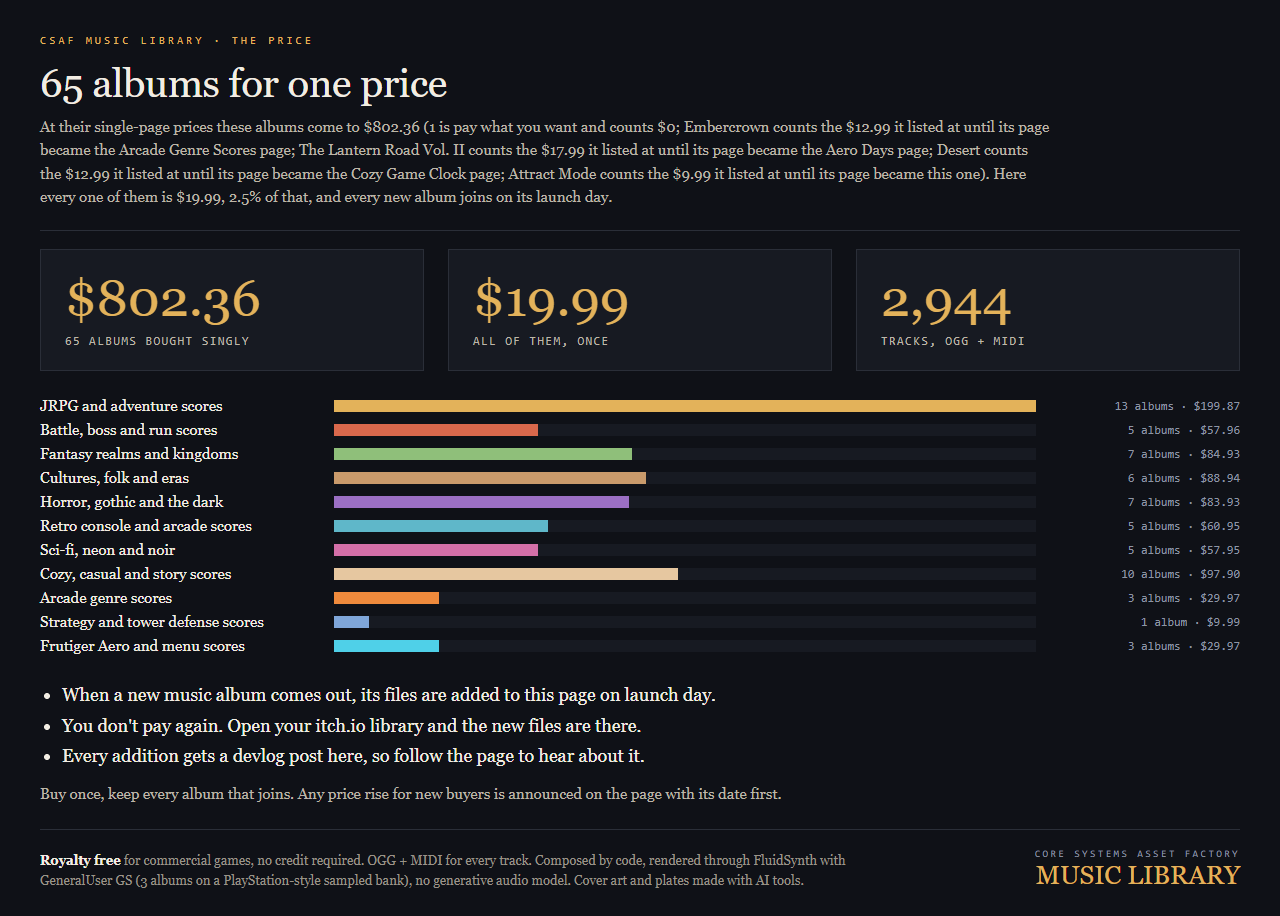 CSAF MUSIC LIBRARY · THE PRICE
65 albums for one price
At their single-page prices these albums come to $802.36 (1 is pay what you want and counts $0; Embercrown counts the $12.99 it listed at until its page
became the Arcade Genre Scores page; The Lantern Road Vol. II counts the $17.99 it listed at until its page became the Aero Days page; Desert counts
the $12.99 it listed at until its page became the Cozy Game Clock page; Attract Mode counts the $9.99 it listed at until its page became this one). Here
every one of them is $19.99, 2.5% of that, and every new album joins on its launch day.
$802.36
65 ALBUMS BOUGHT SINGLY
$19.99
ALL OF THEM, ONCE
2,944
TRACKS, OGG + MIDI
JRPG and adventure scores 13 albums · $199.87
Battle, boss and run scores 5 albums · $57.96
Fantasy realms and kingdoms 7 albums · $84.93
Cultures, folk and eras 6 albums · $88.94
Horror, gothic and the dark 7 albums · $83.93
Retro console and arcade scores 5 albums · $60.95
Sci-fi, neon and noir 5 albums · $57.95
Cozy, casual and story scores 10 albums · $97.90
Arcade genre scores 3 albums · $29.97
Strategy and tower defense scores 1 album · $9.99
Frutiger Aero and menu scores 3 albums · $29.97
• When a new music album comes out, its files are added to this page on launch day.
• You don't pay again. Open your itch.io library and the new files are there.
• Every addition gets a devlog post here, so follow the page to hear about it.
Buy once, keep every album that joins. Any price rise for new buyers is announced on the page with its date first.
Royalty free for commercial games, no credit required. OGG + MIDI for every track. Composed by code, rendered through FluidSynth with
GeneralUser GS (3 albums on a PlayStation-style sampled bank), no generative audio model. Cover art and plates made with AI tools.
CORE SYSTEMS ASSET FACTORY
MUSIC LIBRARY